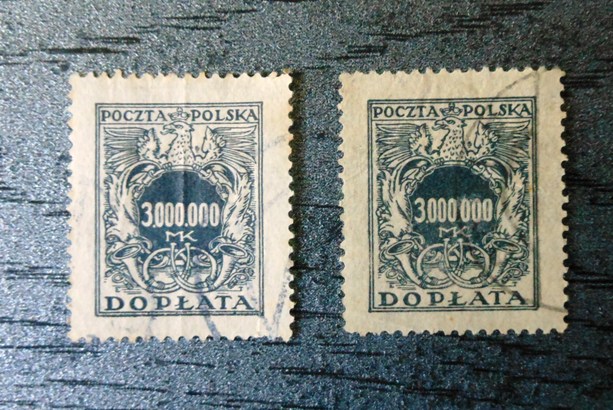 POCZTA POLSKA
3.000.000
MK
DOPŁATA
POCZTA POLSKA
3.000.000
MK
DOPŁATA